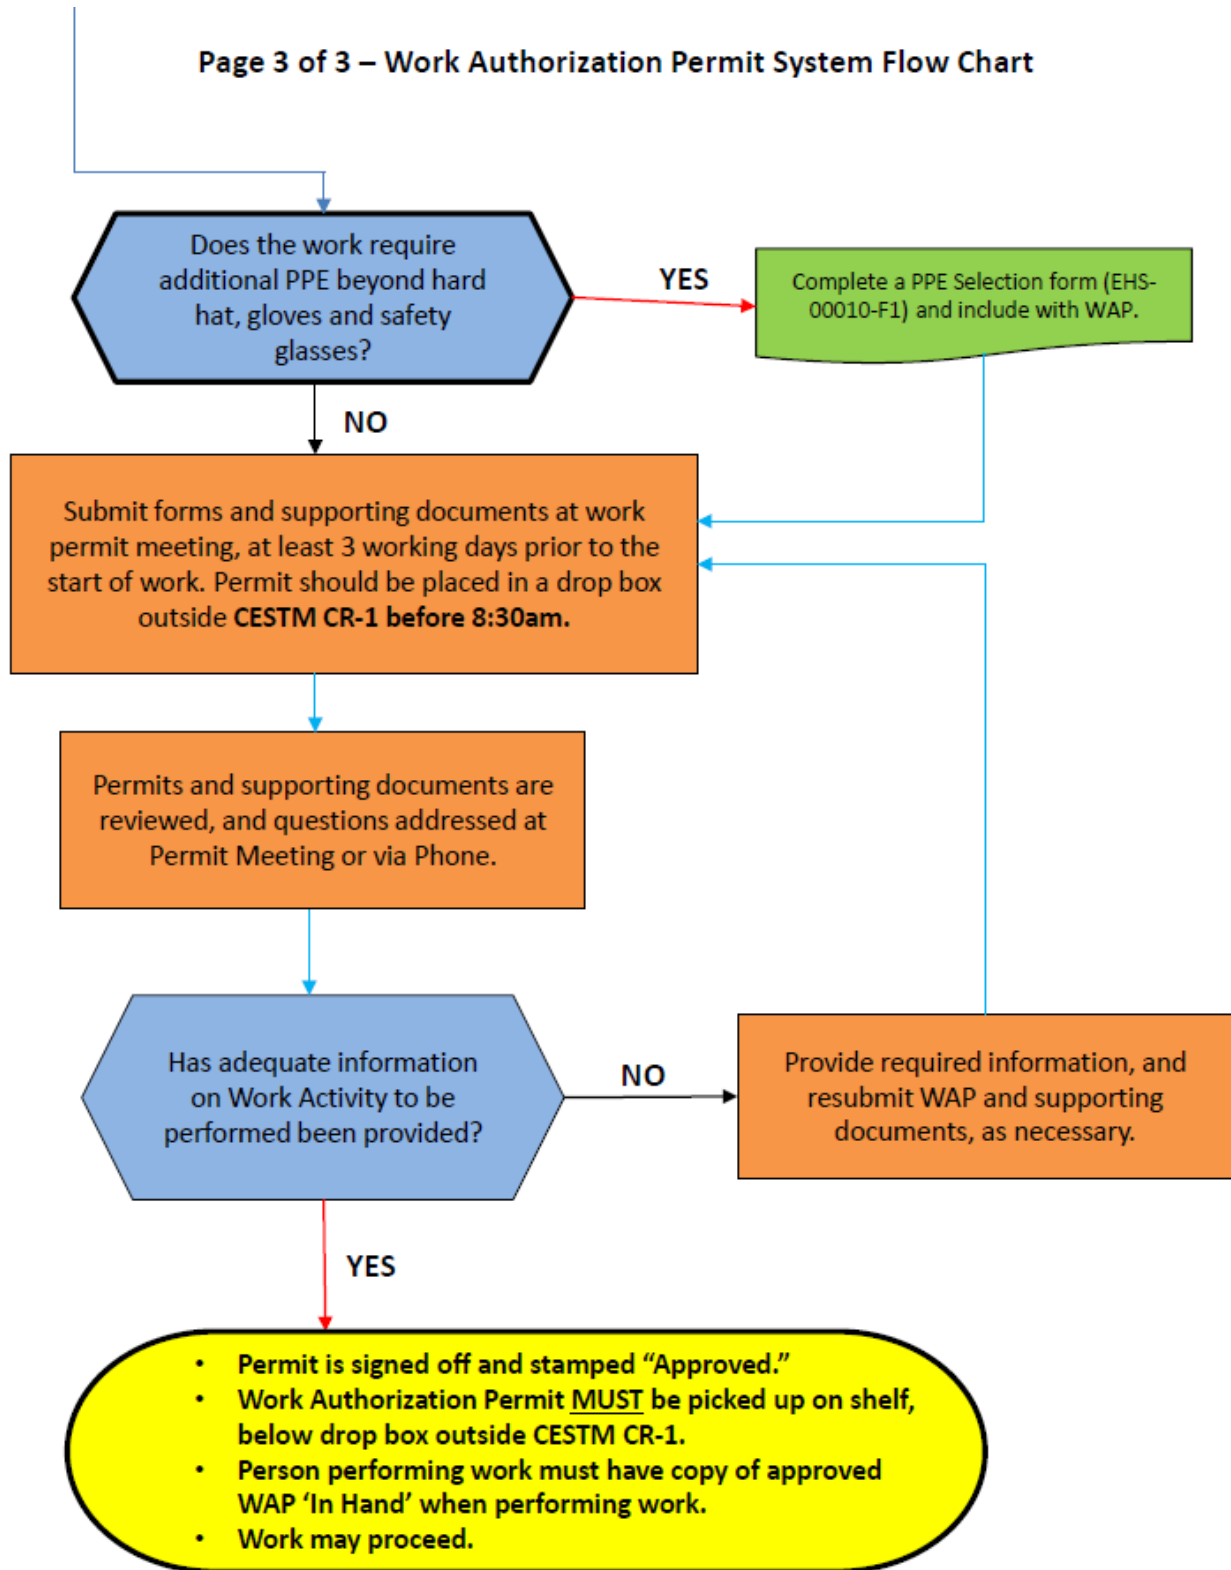 Page 3 of 3 – Work Authorization Permit System Flow Chart
Does the work require
additional PPE beyond hard
hat, gloves and safety
glasses?
YES
Complete a PPE Selection form (EHS-
00010-F1) and include with WAP.
NO
Submit forms and supporting documents at work
permit meeting, at least 3 working days prior to the
start of work. Permit should be placed in a drop box
outside CESTM CR-1 before 8:30am.
Permits and supporting documents are
reviewed, and questions addressed at
Permit Meeting or via Phone.
Has adequate information
on Work Activity to be
performed been provided?
NO
Provide required information, and
resubmit WAP and supporting
documents, as necessary.
YES
• Permit is signed off and stamped “Approved.”
• Work Authorization Permit MUST be picked up on shelf,
below drop box outside CESTM CR-1.
• Person performing work must have copy of approved
WAP ‘In Hand’ when performing work.
• Work may proceed.